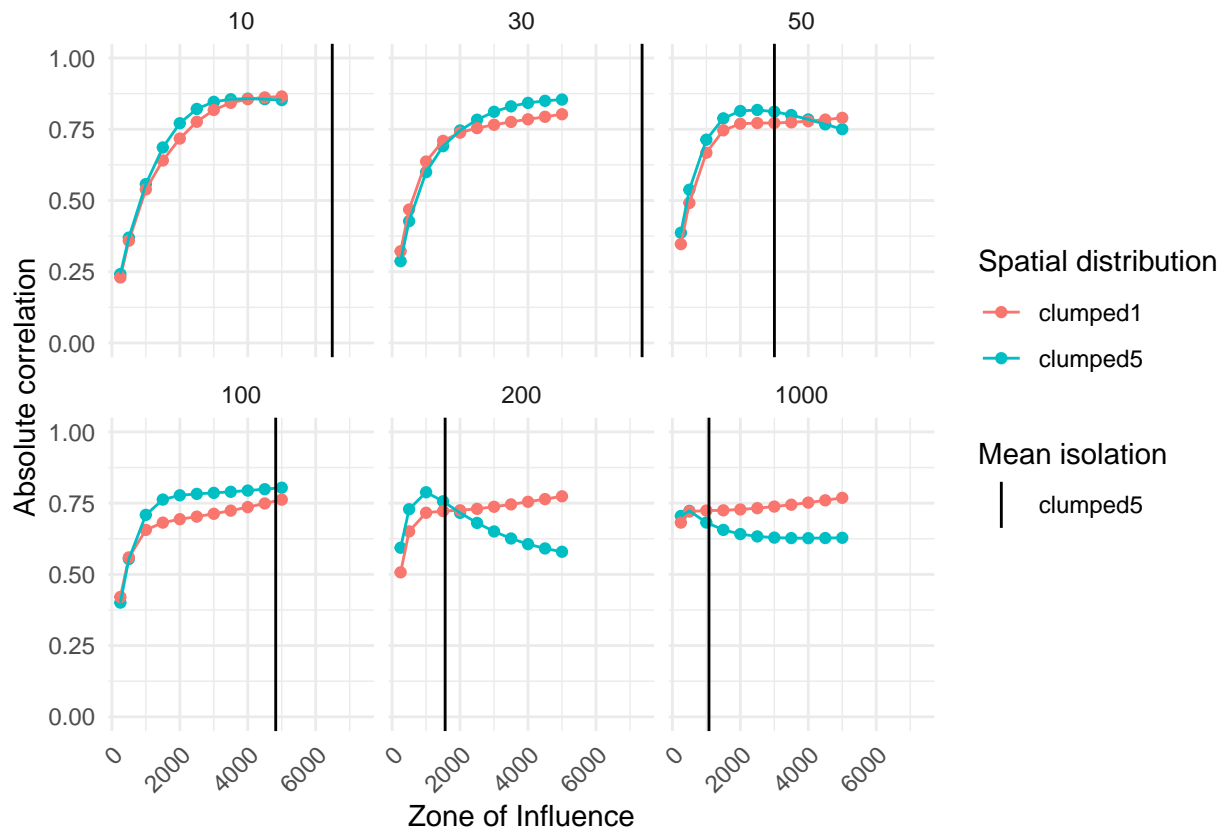 10 30 50
1.00
0.75
0.50
0.25
0.00
100 200 1000
1.00
0.75
0.50
0.25
0.00
0 2000 4000 6000 0 2000 4000 6000 0 2000 4000 6000
Zone of Influence
Absolute correlation
Spatial distribution
clumped1
clumped5
Mean isolation
clumped5